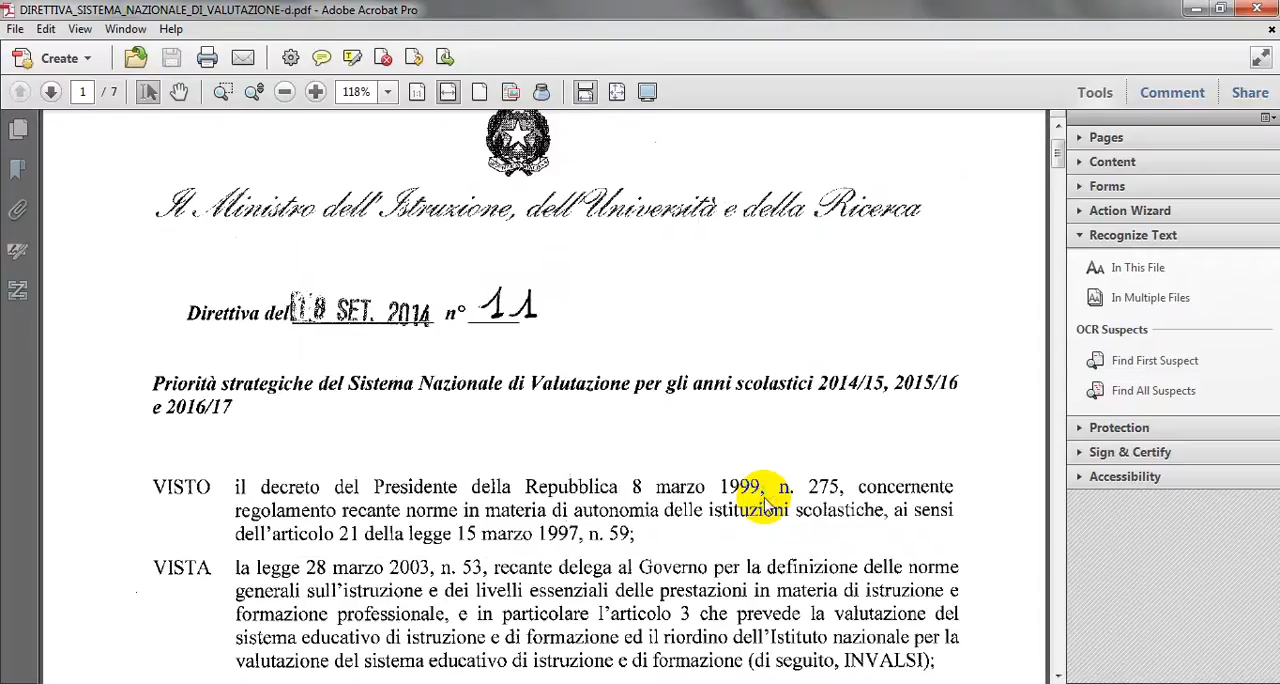 DIRETTIVA_SISTEMA_NAZIONALE_DI_VALUTAZIONE-d.pdf - Adobe Acrobat Pro
File Edit View Window Help
Create
1 / 7 118% Tools Comment Share
Il Ministro dell'Istruzione, dell'Università e della Ricerca
Direttiva del 18 SET. 2014 n° 11
Priorità strategiche del Sistema Nazionale di Valutazione per gli anni scolastici 2014/15, 2015/16
e 2016/17
VISTO il decreto del Presidente della Repubblica 8 marzo 1999, n. 275, concernente
regolamento recante norme in materia di autonomia delle istituzioni scolastiche, ai sensi
dell'articolo 21 della legge 15 marzo 1997, n. 59;
VISTA la legge 28 marzo 2003, n. 53, recante delega al Governo per la definizione delle norme
generali sull'istruzione e dei livelli essenziali delle prestazioni in materia di istruzione e
formazione professionale, e in particolare l'articolo 3 che prevede la valutazione del
sistema educativo di istruzione e di formazione ed il riordino dell'Istituto nazionale per la
valutazione del sistema educativo di istruzione e di formazione (di seguito, INVALSI);
Pages
Content
Forms
Action Wizard
Recognize Text
In This File
In Multiple Files
OCR Suspects
Find First Suspect
Find All Suspects
Protection
Sign & Certify
Accessibility